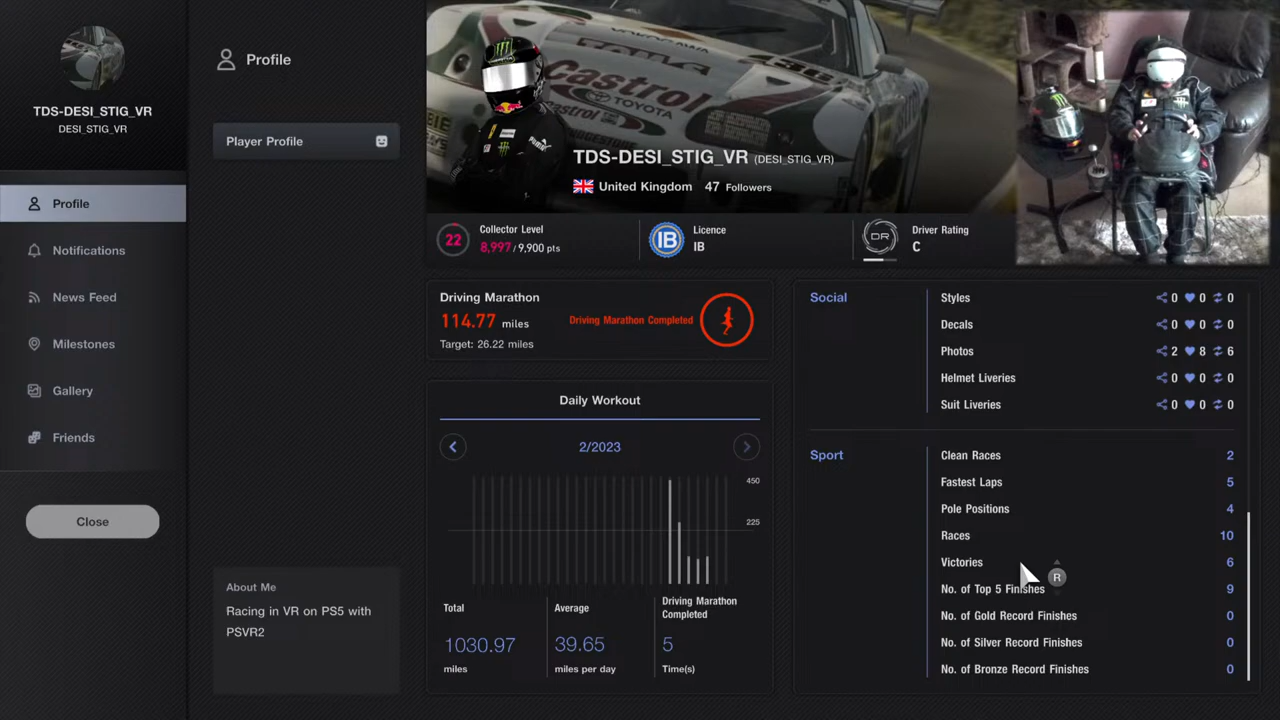 TDS-DESI_STIG_VR
DESI_STIG_VR
Profile
Notifications
News Feed
Milestones
Gallery
Friends
Close
Profile
Player Profile
About Me
Racing in VR on PS5 with
PSVR2
Castrol
TOYOTA
TDS-DESI_STIG_VR (DESI_STIG_VR)
United Kingdom 47 Followers
22 Collector Level
8,997 / 9,900 pts
IB Licence
IB
DR Driver Rating
C
Driving Marathon
114.77 miles
Target: 26.22 miles
Driving Marathon Completed
Daily Workout
2/2023
450
225
Total
1030.97
miles
Average
39.65
miles per day
Driving Marathon
Completed
5
Time(s)
Social
Styles 0 0 0
Decals 0 0 0
Photos 2 8 6
Helmet Liveries 0 0 0
Suit Liveries 0 0 0
Sport
Clean Races 2
Fastest Laps 5
Pole Positions 4
Races 10
Victories 6
R
No. of Top 5 Finishes 9
No. of Gold Record Finishes 0
No. of Silver Record Finishes 0
No. of Bronze Record Finishes 0